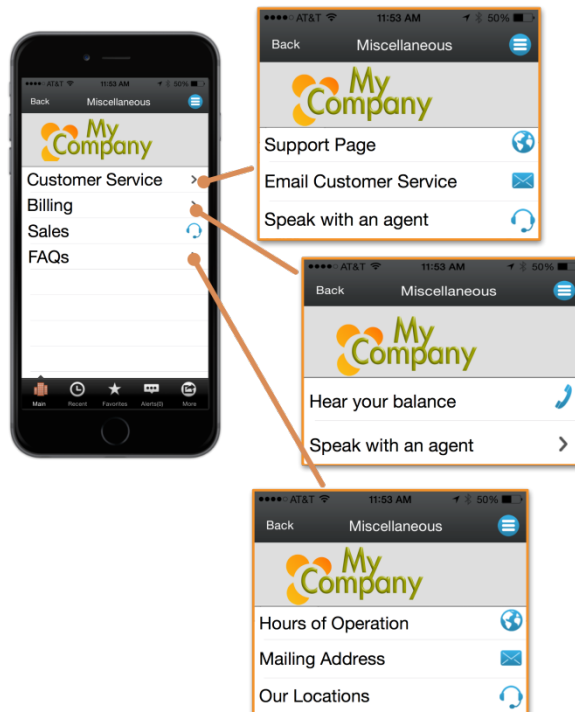 AT&T 11:53 AM 50%
Back Miscellaneous
My
Company
Customer Service
Billing
Sales
FAQs
Main Recent Favorites Alerts(0) More
AT&T 11:53 AM 50%
Back Miscellaneous
My
Company
Support Page
Email Customer Service
Speak with an agent
AT&T 11:53 AM 50%
Back Miscellaneous
My
Company
Hear your balance
Speak with an agent
AT&T 11:53 AM 50%
Back Miscellaneous
My
Company
Hours of Operation
Mailing Address
Our Locations